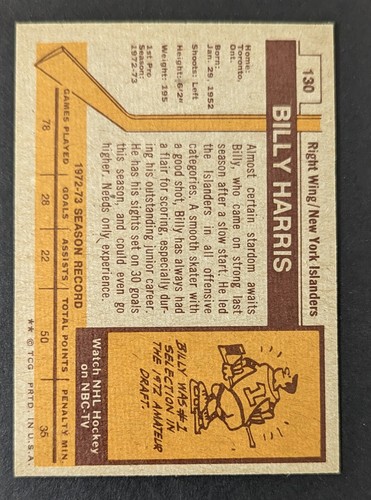 130
Right Wing/New York Islanders
BILLY HARRIS
Home:
Toronto,
Ont.
Born:
Jan. 29, 1952
Shoots: Left
Height: 6'2"
Weight: 195
1st Pro
Season:
1972-73
Almost certain stardom awaits
Billy, who came on strong last
season after a slow start. He led
the Islanders in all offensive
categories. A smooth skater with
a good shot, Billy has always had
a flair for scoring, especially dur-
ing his outstanding junior career.
He has his sights set on 30 goals
this season, and could even go
higher. Needs only experience.
BILLY WAS #1
SELECTION IN
THE 1972 AMATEUR
DRAFT.
Watch NHL Hockey
on NBC-TV
1972-73 SEASON RECORD
GAMES PLAYED | GOALS | ASSISTS | TOTAL POINTS | PENALTY MIN.
78 28 22 50 35
** © TCG. PRTD. IN U.S.A.